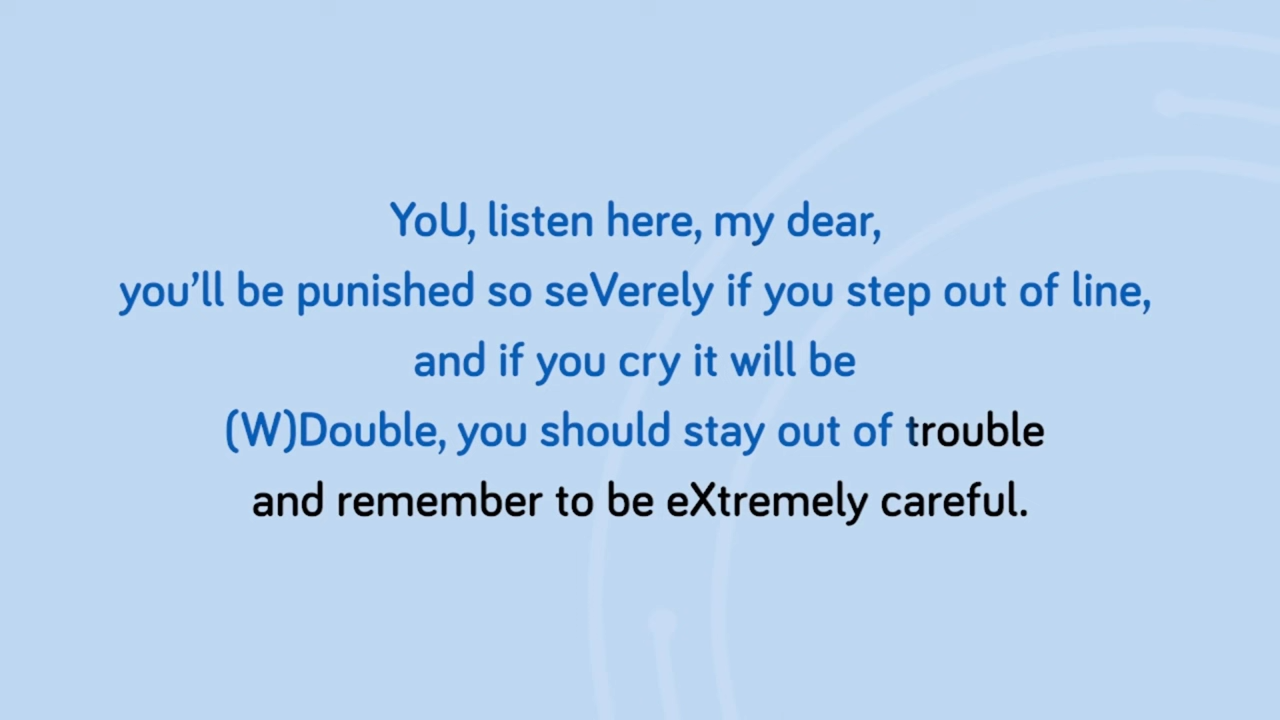 YoU, listen here, my dear,
you’ll be punished so seVerely if you step out of line,
and if you cry it will be
(W)Double, you should stay out of trouble
and remember to be eXtremely careful.